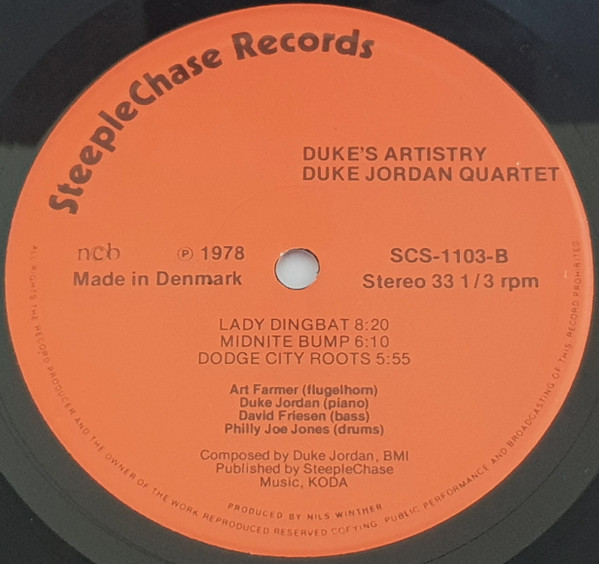 SteepleChase Records
DUKE'S ARTISTRY
DUKE JORDAN QUARTET
ncb
℗ 1978
SCS-1103-B
Made in Denmark
Stereo 33 1/3 rpm
LADY DINGBAT 8:20
MIDNITE BUMP 6:10
DODGE CITY ROOTS 5:55
Art Farmer (flugelhorn)
Duke Jordan (piano)
David Friesen (bass)
Philly Joe Jones (drums)
Composed by Duke Jordan, BMI
Published by SteepleChase
Music, KODA
PRODUCED BY NILS WINTHER
ALL RIGHTS THE RECORD PRODUCER AND THE OWNER OF THE WORK REPRODUCED RESERVED COPYING, PUBLIC PERFORMANCE AND BROADCASTING OF THIS RECORD PROHIBITED